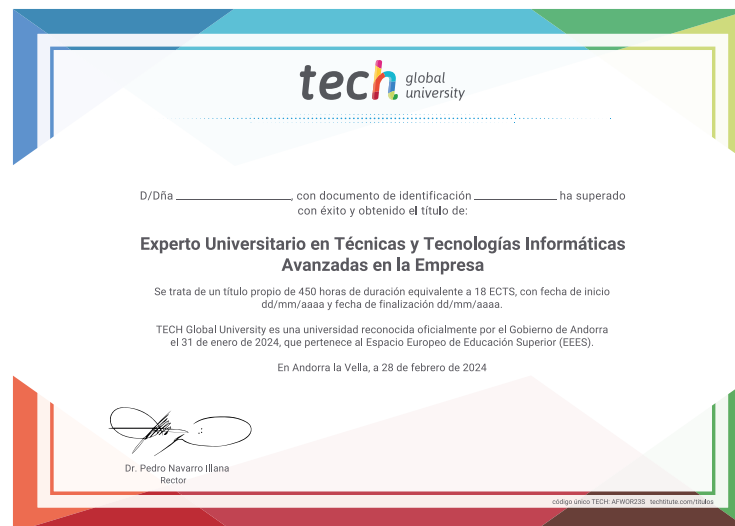 tech global
university
D/Dña ____________________, con documento de identificación ______________ ha superado
con éxito y obtenido el título de:
Experto Universitario en Técnicas y Tecnologías Informáticas
Avanzadas en la Empresa
Se trata de un título propio de 450 horas de duración equivalente a 18 ECTS, con fecha de inicio
dd/mm/aaaa y fecha de finalización dd/mm/aaaa.
TECH Global University es una universidad reconocida oficialmente por el Gobierno de Andorra
el 31 de enero de 2024, que pertenece al Espacio Europeo de Educación Superior (EEES).
En Andorra la Vella, a 28 de febrero de 2024
Dr. Pedro Navarro Illana
Rector
código único TECH: AFWOR23S techtitute.com/titulos